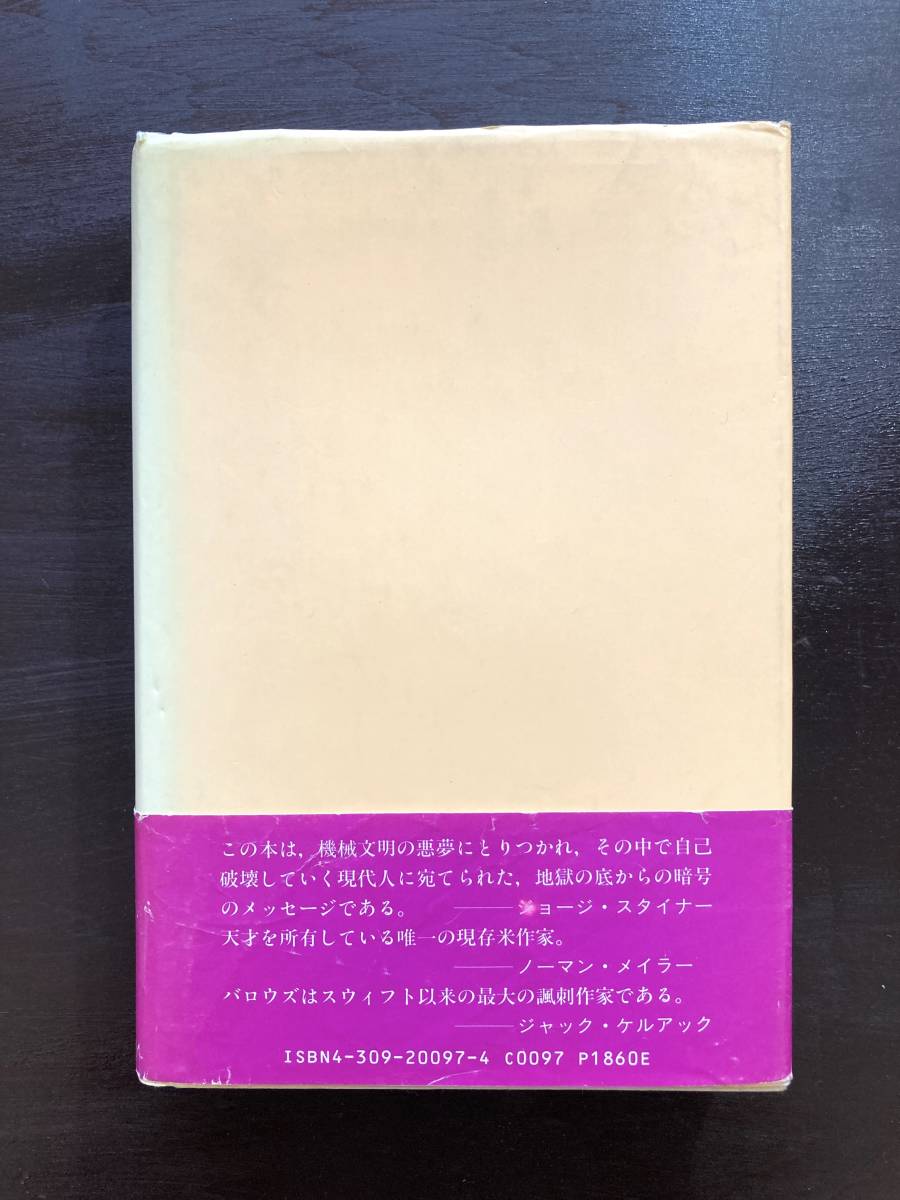 この本は，機械文明の悪夢にとりつかれ，その中で自己
破壊していく現代人に宛てられた，地獄の底からの暗号
のメッセージである。 ――ジョージ・スタイナー
天才を所有している唯一の現存米作家。
――ノーマン・メイラー
バロウズはスウィフト以来の最大の諷刺作家である。
――ジャック・ケルアック
ISBN4-309-20097-4 C0097 P1860E